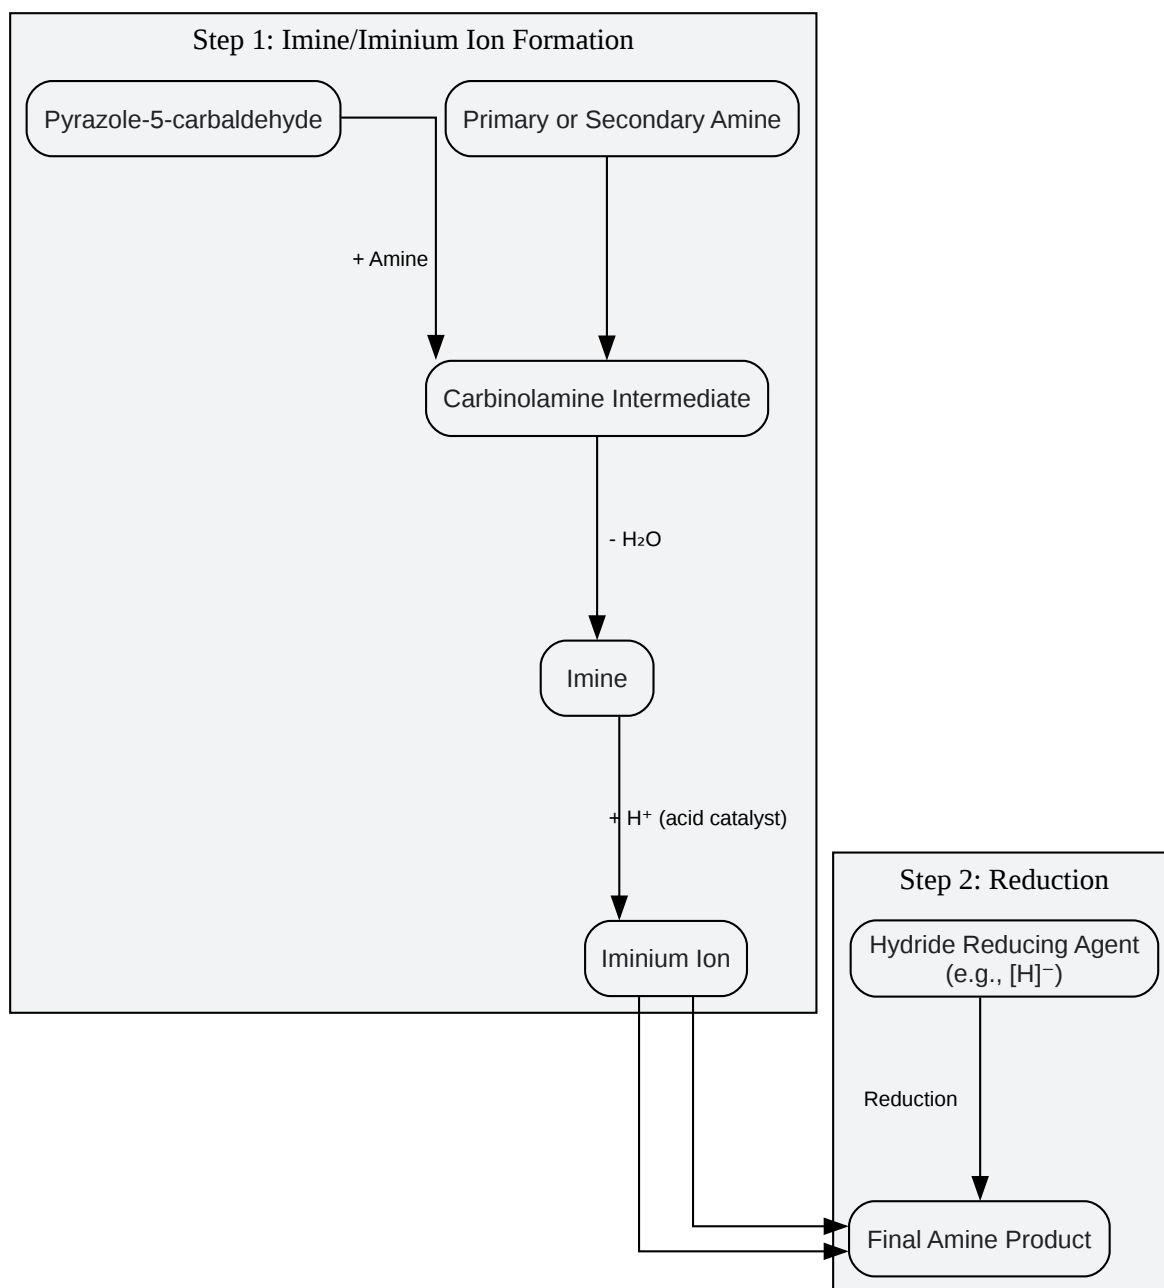 Step 1: Imine/Iminium Ion Formation
Pyrazole-5-carbaldehyde
Primary or Secondary Amine
+ Amine
Carbinolamine Intermediate
- H₂O
Imine
+ H⁺ (acid catalyst)
Iminium Ion
Step 2: Reduction
Hydride Reducing Agent
(e.g., [H]⁻)
Reduction
Final Amine Product